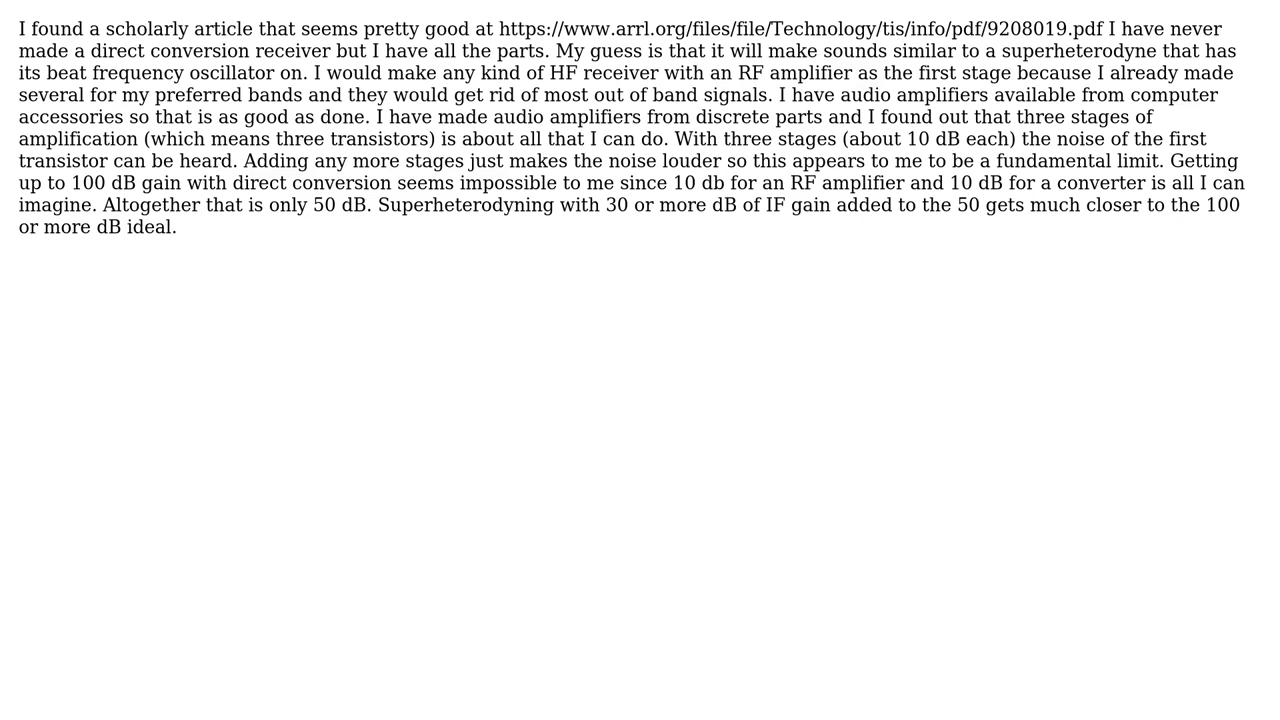 I found a scholarly article that seems pretty good at https://www.arrl.org/files/file/Technology/tis/info/pdf/9208019.pdf I have never
made a direct conversion receiver but I have all the parts. My guess is that it will make sounds similar to a superheterodyne that has
its beat frequency oscillator on. I would make any kind of HF receiver with an RF amplifier as the first stage because I already made
several for my preferred bands and they would get rid of most out of band signals. I have audio amplifiers available from computer
accessories so that is as good as done. I have made audio amplifiers from discrete parts and I found out that three stages of
amplification (which means three transistors) is about all that I can do. With three stages (about 10 dB each) the noise of the first
transistor can be heard. Adding any more stages just makes the noise louder so this appears to me to be a fundamental limit. Getting
up to 100 dB gain with direct conversion seems impossible to me since 10 db for an RF amplifier and 10 dB for a converter is all I can
imagine. Altogether that is only 50 dB. Superheterodyning with 30 or more dB of IF gain added to the 50 gets much closer to the 100
or more dB ideal.